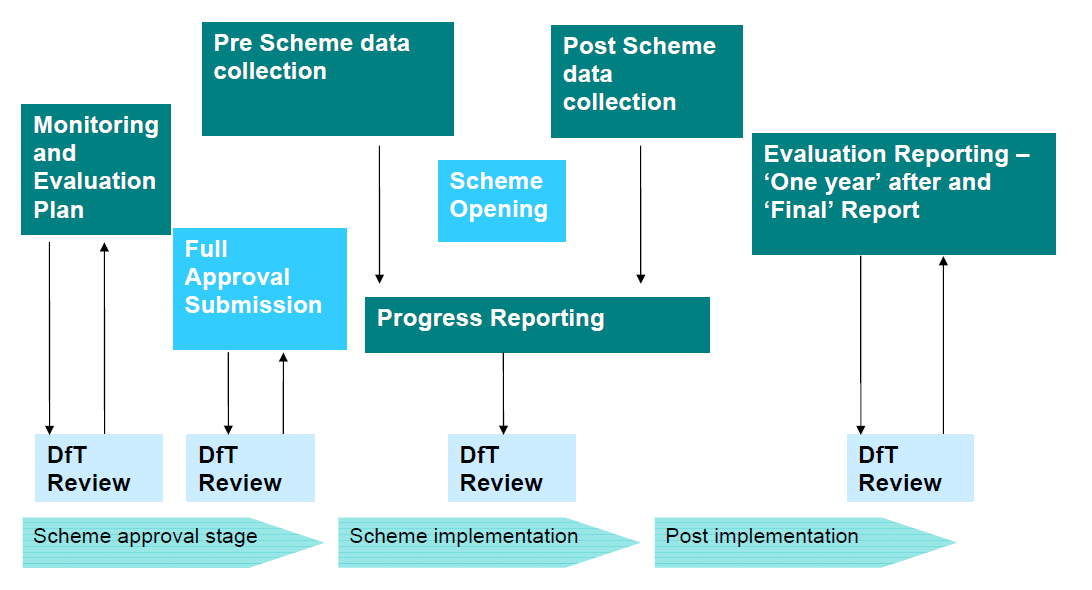 Pre Scheme data
collection
Post Scheme
data
collection
Monitoring
and
Evaluation
Plan
Evaluation Reporting –
‘One year’ after and
‘Final’ Report
Scheme
Opening
Full
Approval
Submission
Progress Reporting
DfT
Review
DfT
Review
DfT
Review
DfT
Review
Scheme approval stage
Scheme implementation
Post implementation